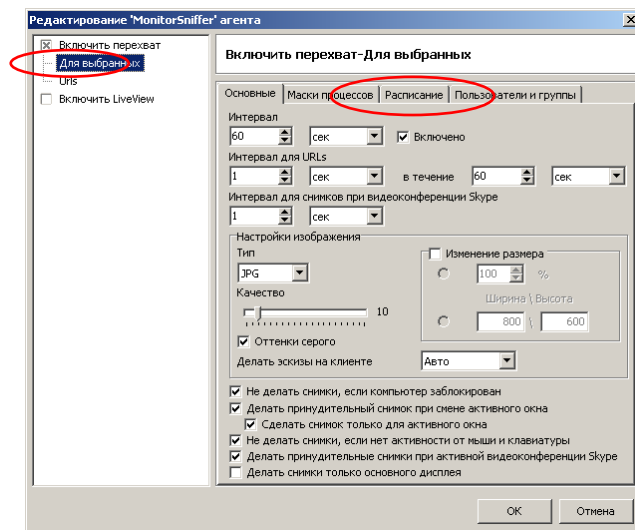 Редактирование 'MonitorSniffer' агента
Включить перехват
Для выбранных
Urls
Включить LiveView
Включить перехват-Для выбранных
Основные Маски процессов Расписание Пользователи и группы
Интервал
60 сек Включено
Интервал для URLs
1 сек в течение 60 сек
Интервал для снимков при видеоконференции Skype
1 сек
Настройки изображения
Тип
JPG
Качество
10
Оттенки серого
Делать эскизы на клиенте Авто
Изменение размера
100 %
Ширина \ Высота
800 \ 600
Не делать снимки, если компьютер заблокирован
Делать принудительный снимок при смене активного окна
Сделать снимок только для активного окна
Не делать снимки, если нет активности от мыши и клавиатуры
Делать принудительные снимки при активной видеоконференции Skype
Делать снимки только основного дисплея
ОК Отмена